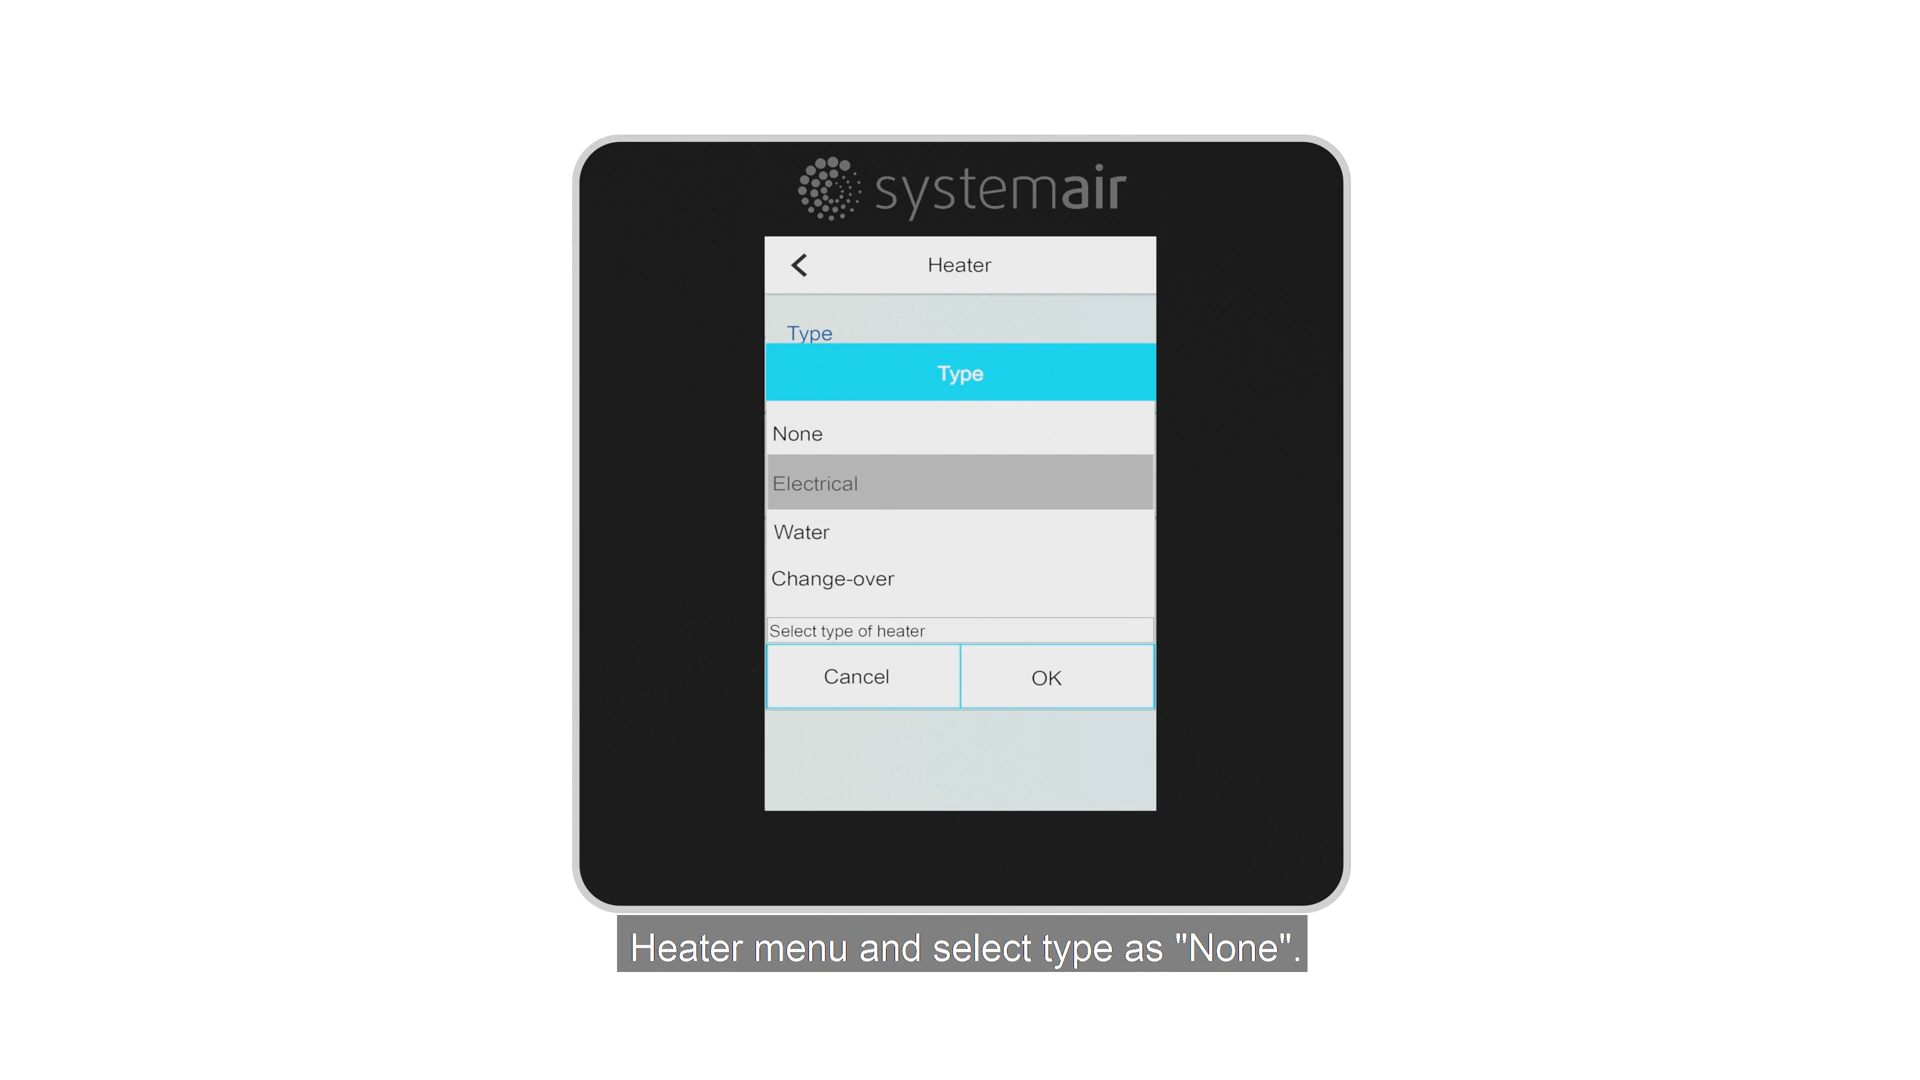 systemair
Heater
Type
Type
None
Electrical
Water
Change-over
Select type of heater
Cancel OK
Heater menu and select type as "None".